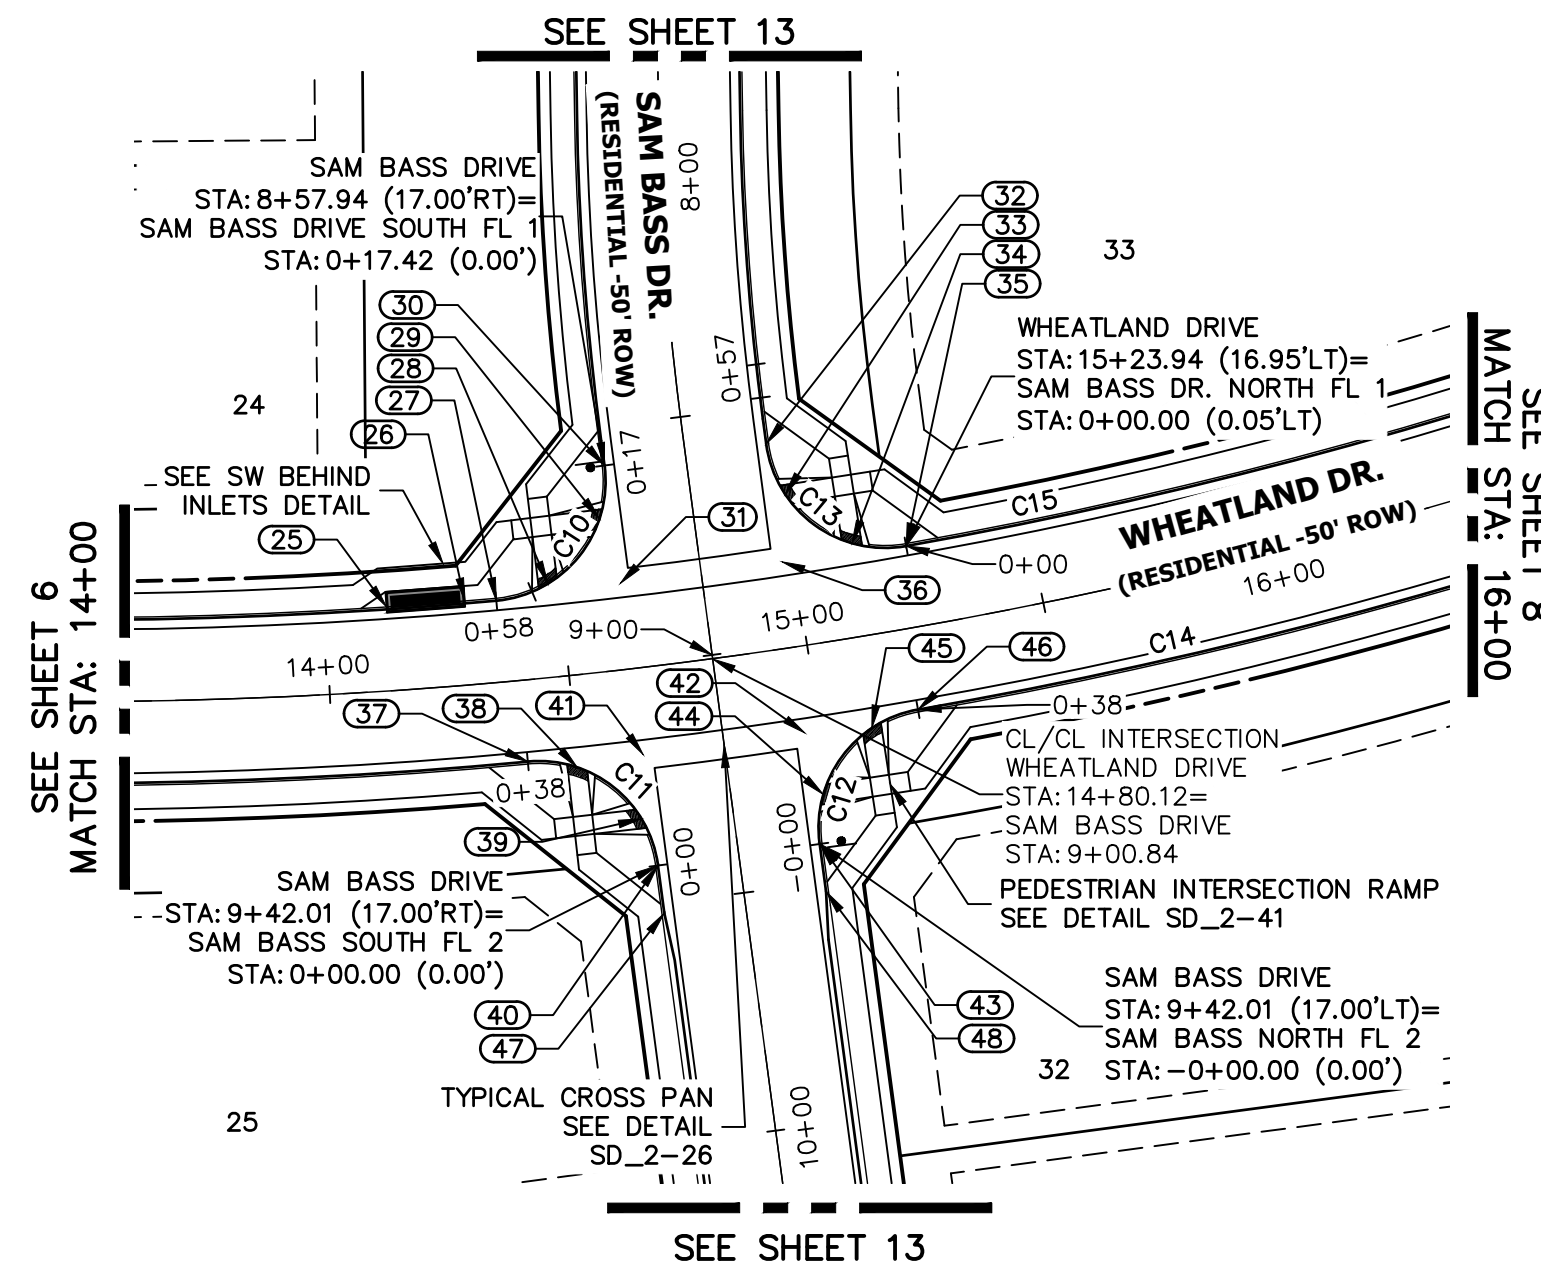 SEE SHEET 13
SAM BASS DR.
(RESIDENTIAL -50' ROW)
8+00
SAM BASS DRIVE
STA: 8+57.94 (17.00'RT)=
SAM BASS DRIVE SOUTH FL 1
STA: 0+17.42 (0.00')
32
33
34
35
33
30
29
28
27
26
24
0+57
0+17
WHEATLAND DRIVE
STA: 15+23.94 (16.95'LT)=
SAM BASS DR. NORTH FL 1
STA: 0+00.00 (0.05'LT)
SEE SHEET 8
MATCH STA: 16+00
SEE SW BEHIND
INLETS DETAIL
25
C10
31
C13
C15
WHEATLAND DR.
(RESIDENTIAL -50' ROW)
16+00
0+00
36
SEE SHEET 6
MATCH STA: 14+00
0+58
9+00
15+00
14+00
45
46
C14
42
44
37
38
41
0+38
C11
0+38
C12
39
0+00
-0+00
CL/CL INTERSECTION
WHEATLAND DRIVE
STA: 14+80.12=
SAM BASS DRIVE
STA: 9+00.84
PEDESTRIAN INTERSECTION RAMP
SEE DETAIL SD_2-41
SAM BASS DRIVE
STA: 9+42.01 (17.00'RT)=
SAM BASS SOUTH FL 2
STA: 0+00.00 (0.00')
40
47
43
48
SAM BASS DRIVE
STA: 9+42.01 (17.00'LT)=
SAM BASS NORTH FL 2
STA: -0+00.00 (0.00')
32
25
TYPICAL CROSS PAN
SEE DETAIL
SD_2-26
10+00
SEE SHEET 13